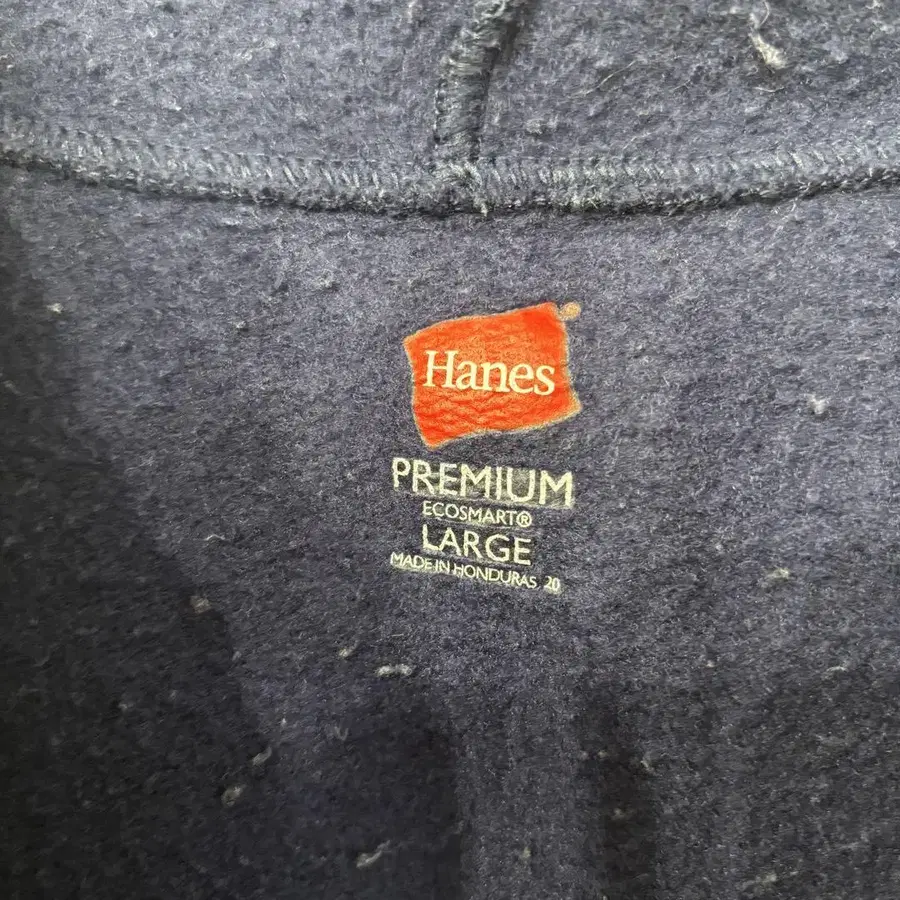 Hanes
PREMIUM
ECOSMART®
LARGE
MADE IN HONDURAS 20